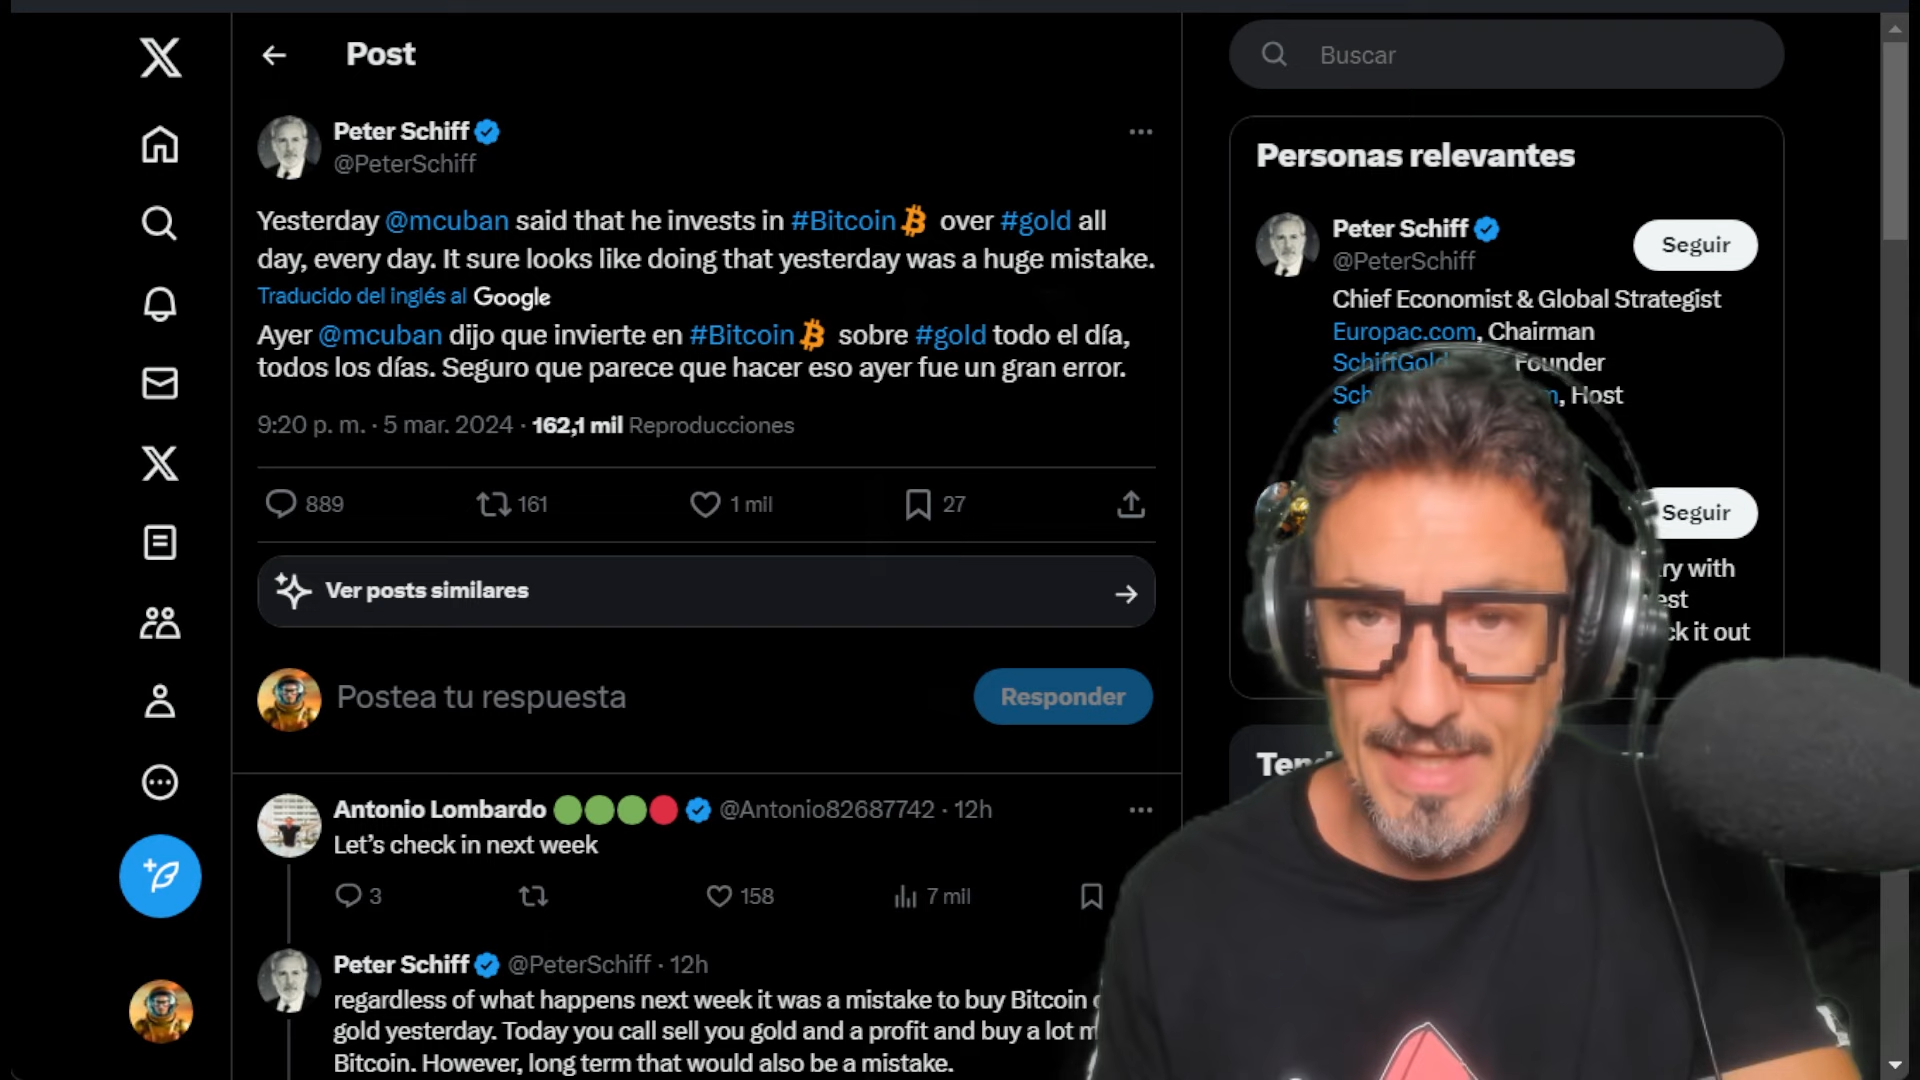 Post
Peter Schiff
@PeterSchiff
Yesterday @mcuban said that he invests in #Bitcoin over #gold all
day, every day. It sure looks like doing that yesterday was a huge mistake.
Traducido del inglés al Google
Ayer @mcuban dijo que invierte en #Bitcoin sobre #gold todo el día,
todos los días. Seguro que parece que hacer eso ayer fue un gran error.
9:20 p. m. · 5 mar. 2024 · 162,1 mil Reproducciones
889 161 1 mil 27
Ver posts similares
Postea tu respuesta
Responder
Antonio Lombardo @Antonio82687742 · 12h
Let's check in next week
3 158 7 mil
Peter Schiff @PeterSchiff · 12h
regardless of what happens next week it was a mistake to buy Bitcoin
gold yesterday. Today you call sell you gold and a profit and buy a lot
Bitcoin. However, long term that would also be a mistake.
Buscar
Personas relevantes
Peter Schiff
@PeterSchiff
Seguir
Chief Economist & Global Strategist
Europac.com, Chairman
SchiffGold Founder
, Host
Seguir
with
ck it out